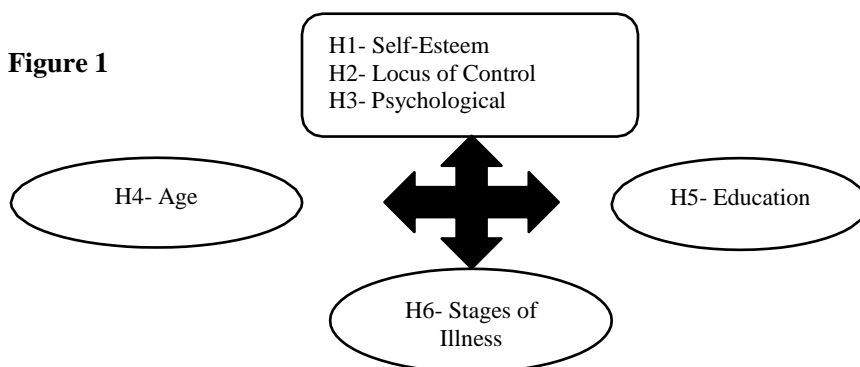 Figure 1
H1- Self-Esteem
H2- Locus of Control
H3- Psychological
H4- Age
H5- Education
H6- Stages of
Illness